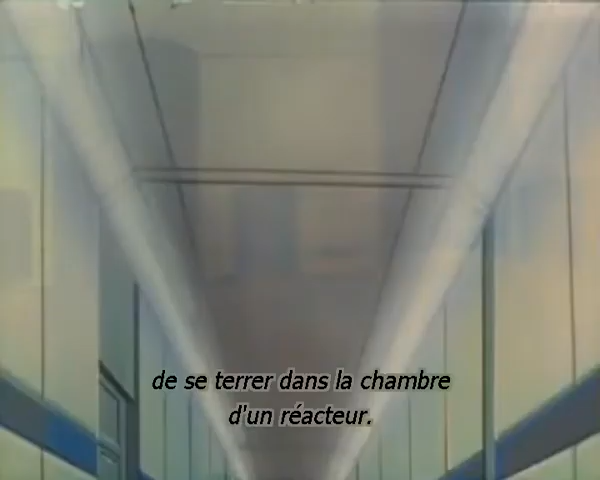 de se terrer dans la chambre
d'un réacteur.